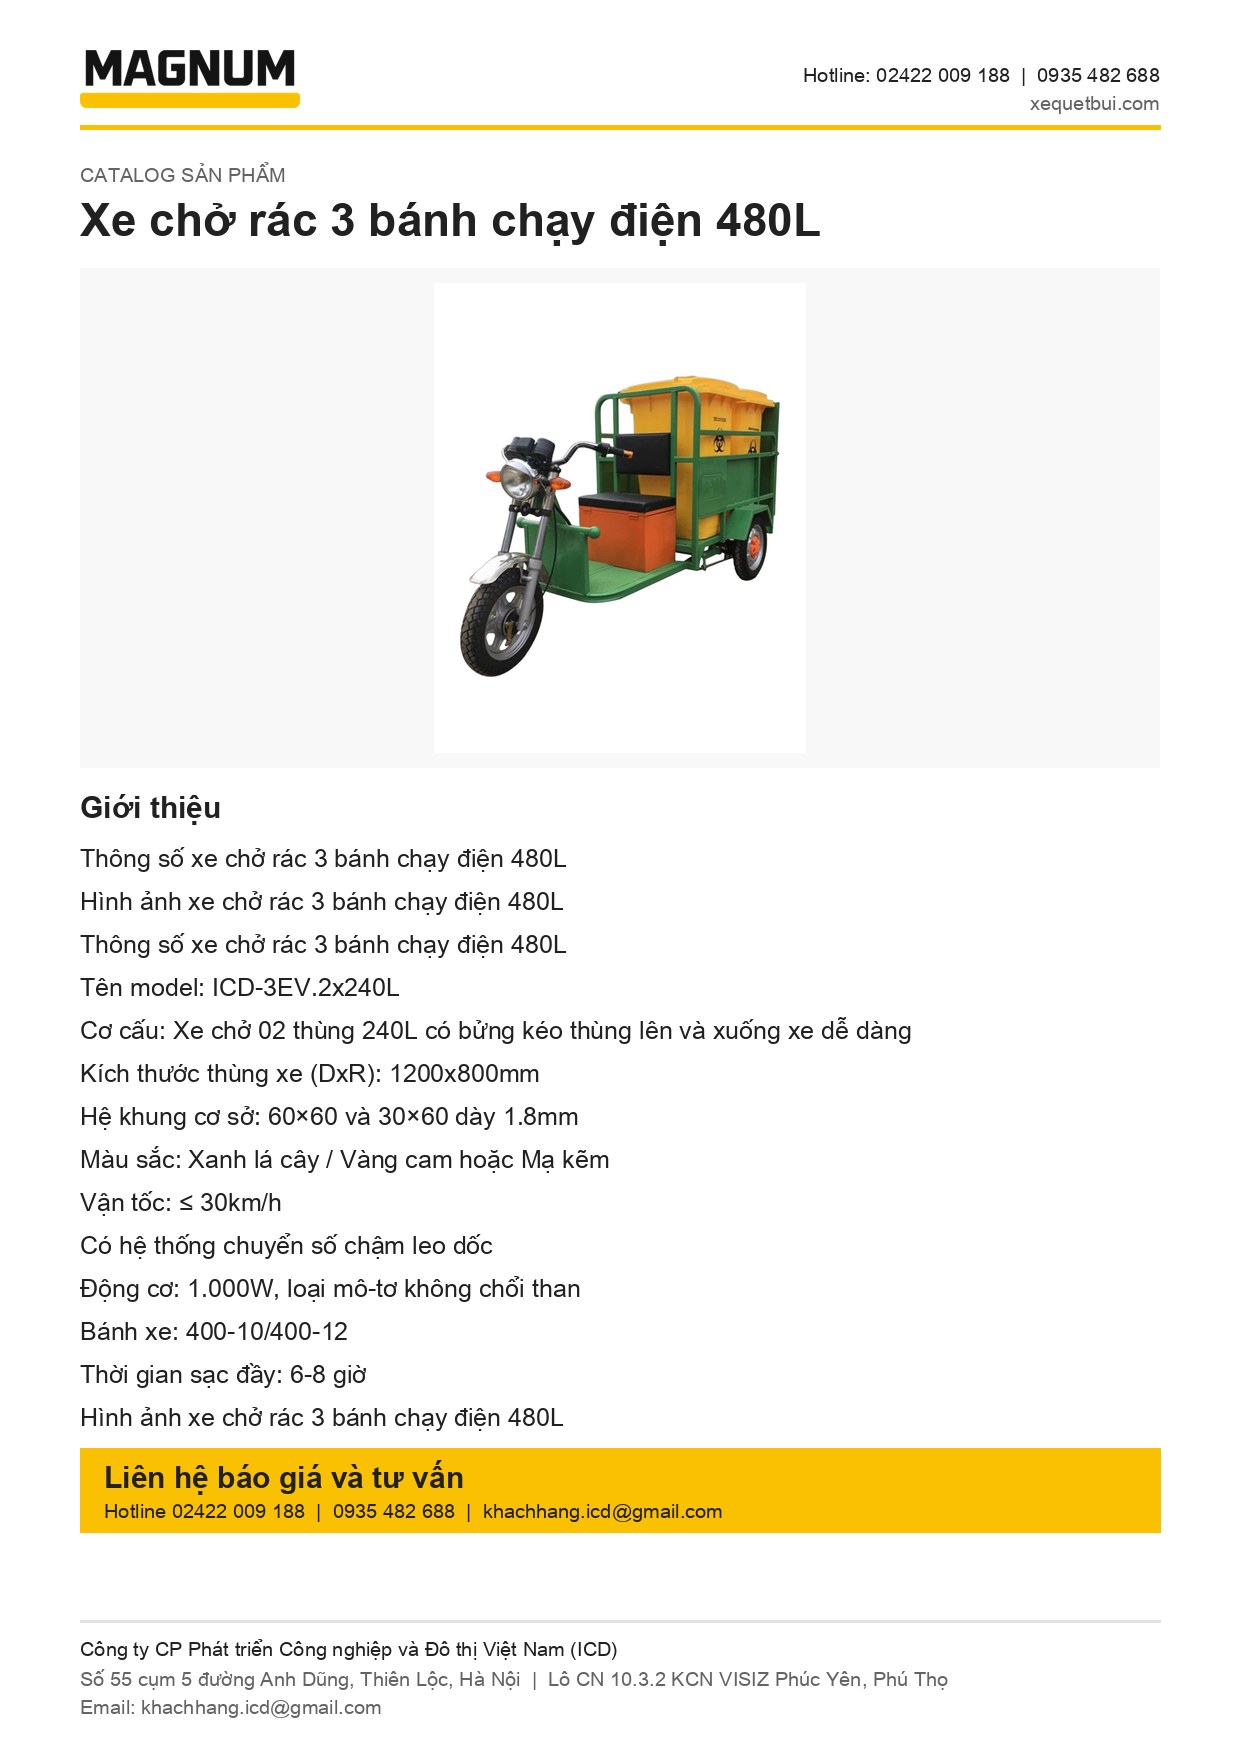 MAGNUM
Hotline: 02422 009 188 | 0935 482 688
xequetbui.com
CATALOG SẢN PHẨM
Xe chở rác 3 bánh chạy điện 480L
Giới thiệu
Thông số xe chở rác 3 bánh chạy điện 480L
Hình ảnh xe chở rác 3 bánh chạy điện 480L
Thông số xe chở rác 3 bánh chạy điện 480L
Tên model: ICD-3EV.2x240L
Cơ cấu: Xe chở 02 thùng 240L có bửng kéo thùng lên và xuống xe dễ dàng
Kích thước thùng xe (DxR): 1200x800mm
Hệ khung cơ sở: 60×60 và 30×60 dày 1.8mm
Màu sắc: Xanh lá cây / Vàng cam hoặc Mạ kẽm
Vận tốc: ≤ 30km/h
Có hệ thống chuyển số chậm leo dốc
Động cơ: 1.000W, loại mô-tơ không chổi than
Bánh xe: 400-10/400-12
Thời gian sạc đầy: 6-8 giờ
Hình ảnh xe chở rác 3 bánh chạy điện 480L
Liên hệ báo giá và tư vấn
Hotline 02422 009 188 | 0935 482 688 | khachhang.icd@gmail.com
Công ty CP Phát triển Công nghiệp và Đô thị Việt Nam (ICD)
Số 55 cụm 5 đường Anh Dũng, Thiên Lộc, Hà Nội | Lô CN 10.3.2 KCN VISIZ Phúc Yên, Phú Thọ
Email: khachhang.icd@gmail.com